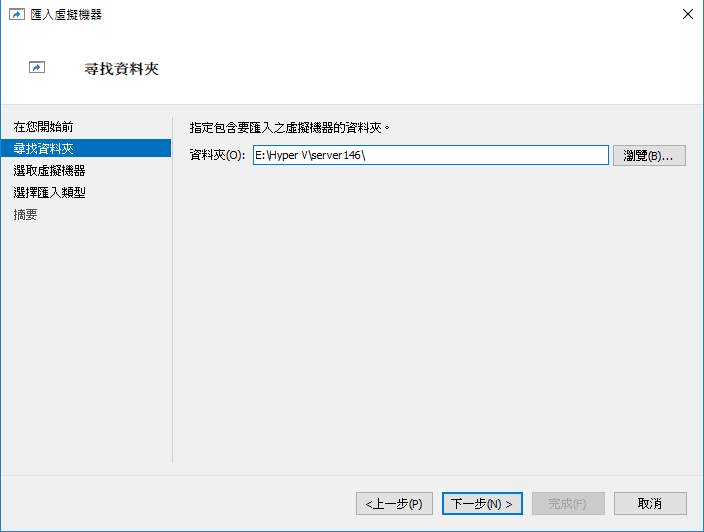 匯入虛擬機器
尋找資料夾
在您開始前
尋找資料夾
選取虛擬機器
選擇匯入類型
摘要
指定包含要匯入之虛擬機器的資料夾。
資料夾(O): E:\Hyper V\server146\ 瀏覽(B)...
<上一步(P) 下一步(N) > 完成(F) 取消